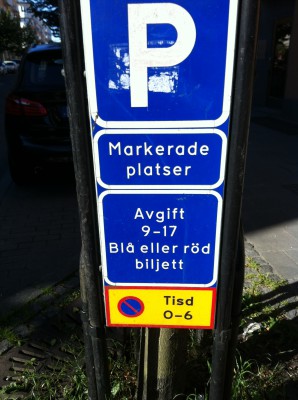 P
Markerade
platser
Avgift
9-17
Blå eller röd
biljett
Tisd
0-6